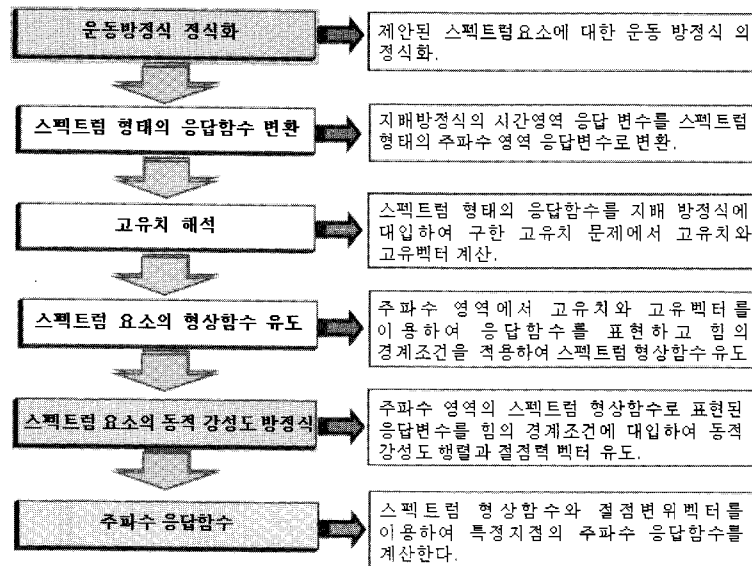 운동방정식 정식화
제안된 스펙트럼요소에 대한 운동 방정식 의
정식화.
스펙트럼 형태의 응답함수 변환
지배방정식의 시간영역 응답 변수를 스펙트럼
형태의 주파수 영역 응답변수로변환.
고유치 해석
스펙트럼 형태의 응답함수를 지배 방정식에
대입하여 구한 고유치 문제에서 고유치와
고유벡터 계산.
스펙트럼 요소의 형상함수 유도
주파수 영역에서 고유치와 고유벡터를
이용하여 응답함수를 표현하고 힘의
경계조건을 적용하여 스펙트럼 형상함수 유도
스펙트럼 요소의 동적 강성도 방정식
주파수 영역의 스펙트럼 형상함수로 표현된
응답변수를 힘의 경계조건에 대입하여 동적
강성도행렬과 절점력 벡터 유도.
주파수 응답함수
스펙트럼 형상함수와 절점변위벡터를
이용하여 특정지점의 주파수 응답함수를
계산한다.